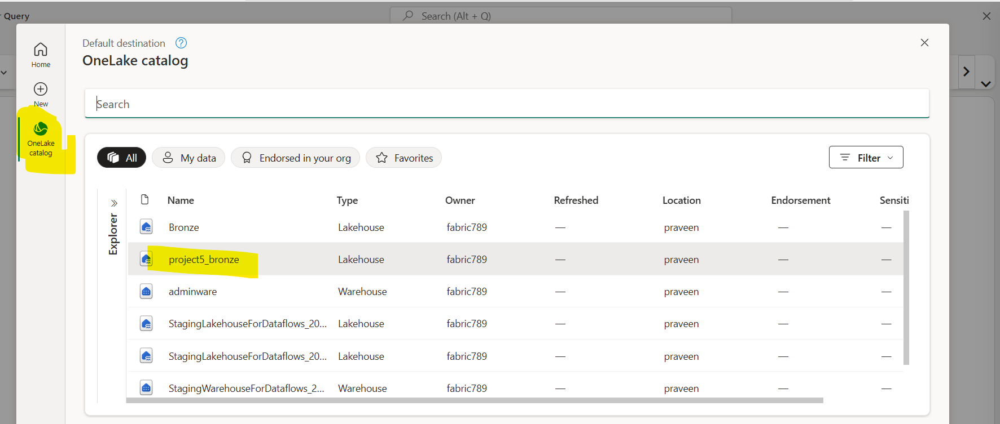 r Query
Search (Alt + Q)
Home
New
OneLake
catalog
Default destination
OneLake catalog
Search
All
My data
Endorsed in your org
Favorites
Filter
Explorer
Name Type Owner Refreshed Location Endorsement Sensiti
Bronze Lakehouse fabric789 — praveen — —
project5_bronze Lakehouse fabric789 — praveen — —
adminware Warehouse fabric789 — praveen — —
StagingLakehouseForDataflows_20... Lakehouse fabric789 — praveen — —
StagingLakehouseForDataflows_20... Lakehouse fabric789 — praveen — —
StagingWarehouseForDataflows_2... Warehouse fabric789 — praveen — —